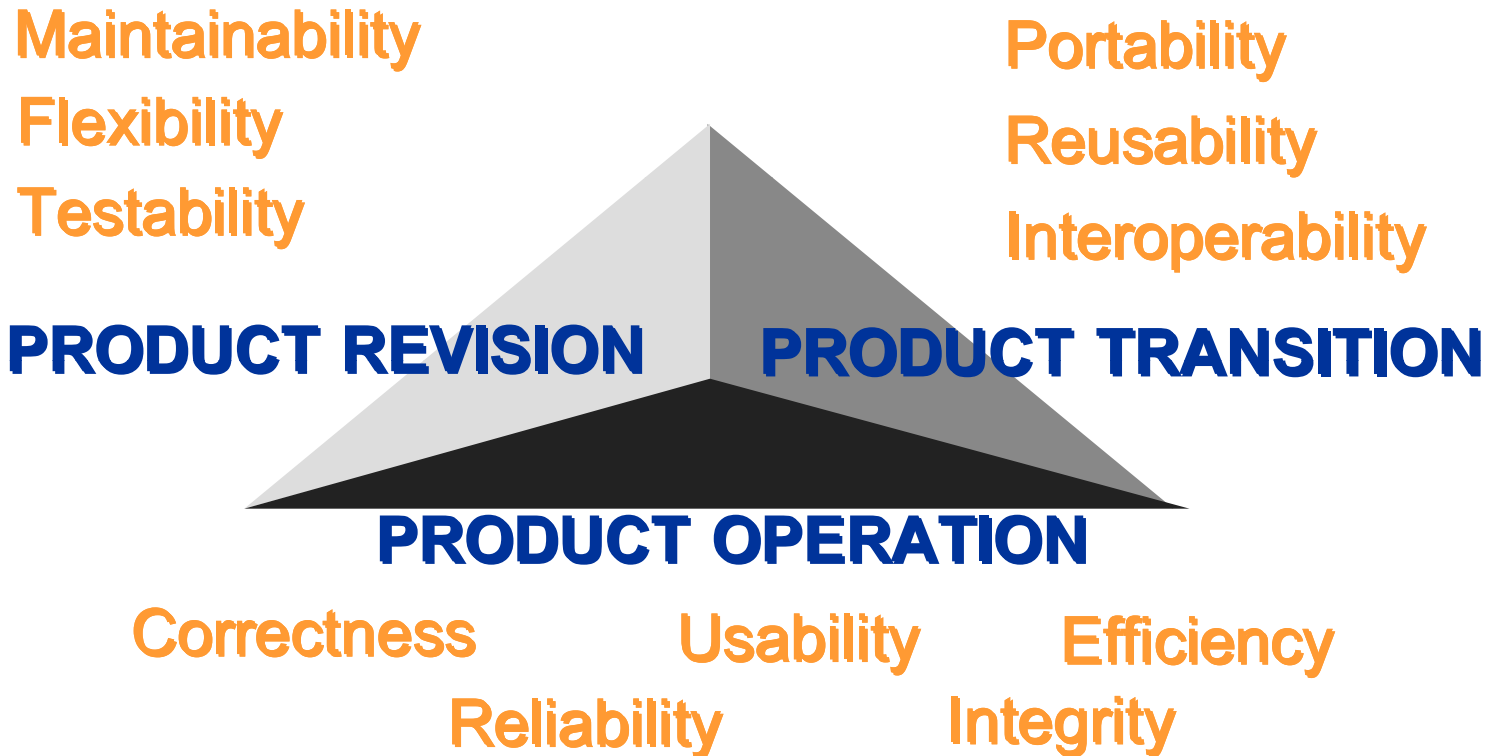 Maintainability
Flexibility
Testability
Portability
Reusability
Interoperability
PRODUCT REVISION
PRODUCT TRANSITION
PRODUCT OPERATION
Correctness
Usability
Efficiency
Reliability
Integrity